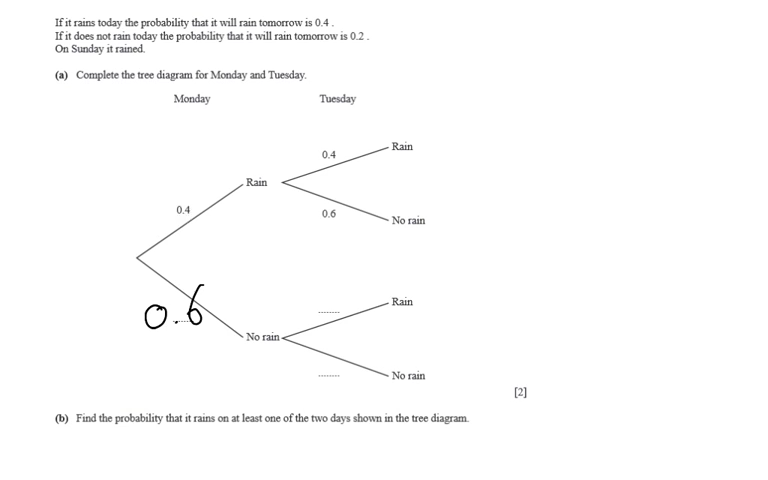 If it rains today the probability that it will rain tomorrow is 0.4 .
If it does not rain today the probability that it will rain tomorrow is 0.2 .
On Sunday it rained.
(a) Complete the tree diagram for Monday and Tuesday.
Monday Tuesday
Rain
0.4
Rain
0.4
0.6
No rain
0.6
Rain
........
No rain
........
No rain
[2]
(b) Find the probability that it rains on at least one of the two days shown in the tree diagram.